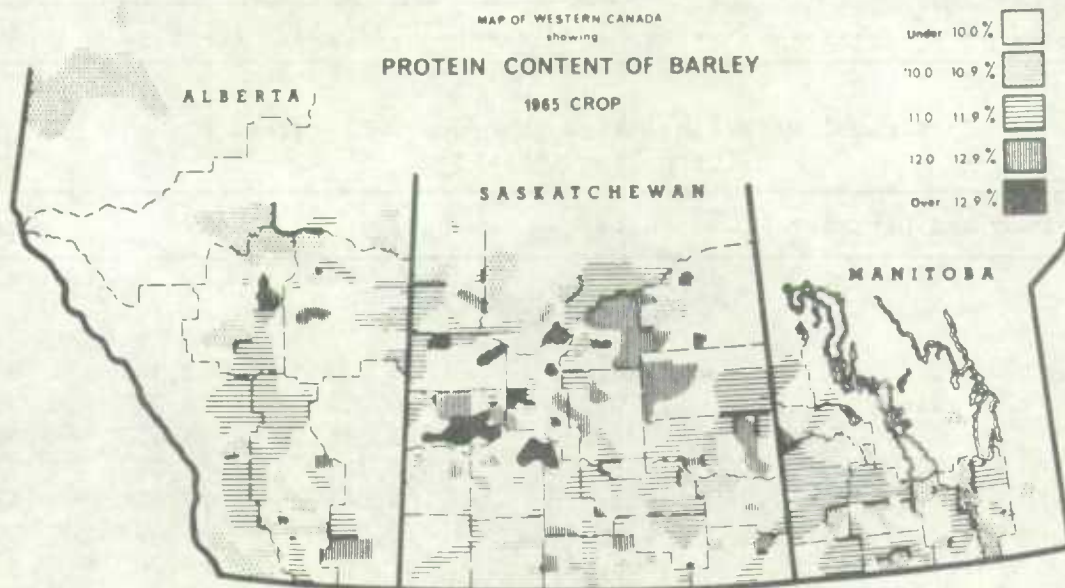 MAP OF WESTERN CANADA
showing
PROTEIN CONTENT OF BARLEY
1965 CROP
Under 10.0%
10.0 10.9%
11.0 11.9%
12.0 12.9%
Over 12.9%
ALBERTA
SASKATCHEWAN
MANITOBA